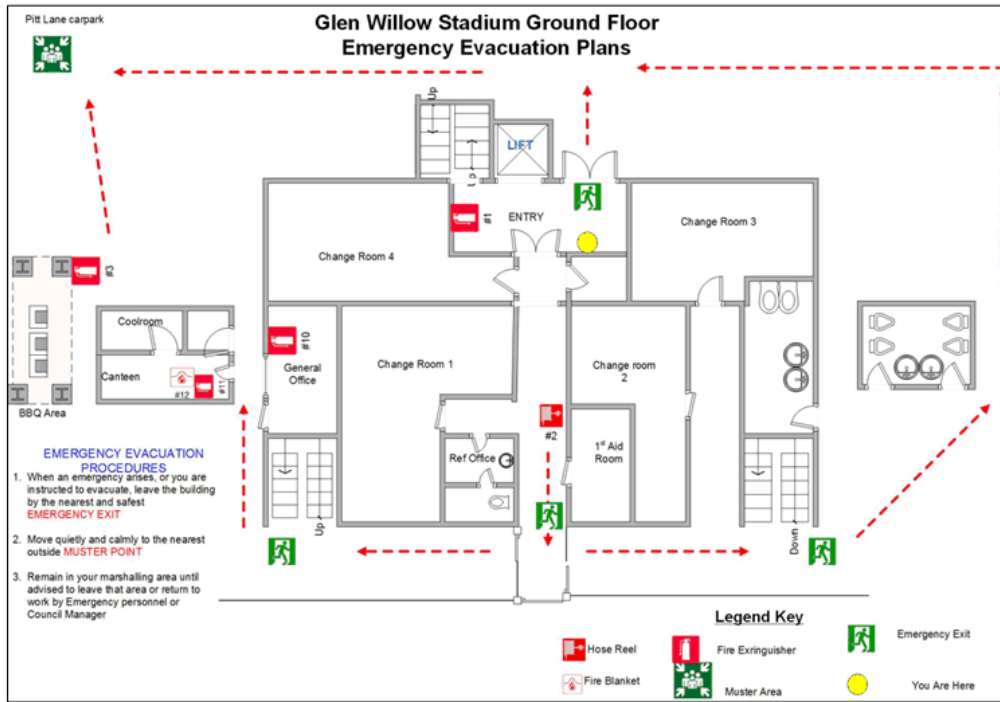 Pitt Lane carpark
Glen Willow Stadium Ground Floor
Emergency Evacuation Plans
Up
LIFT
Up
#1
ENTRY
Change Room 3
Change Room 4
#3
Coolroom
#10
General
Office
Change Room 1
Change room
2
Canteen
#12
#11
BBQ Area
#2
1st Aid
Room
Ref Office
Up
Down
EMERGENCY EVACUATION
PROCEDURES
1. When an emergency arises, or you are
instructed to evacuate, leave the building
by the nearest and safest
EMERGENCY EXIT
2. Move quietly and calmly to the nearest
outside MUSTER POINT
3. Remain in your marshalling area until
advised to leave that area or return to
work by Emergency personnel or
Council Manager
Legend Key
Hose Reel
Fire Exringuisher
Emergency Exit
Fire Blanket
Muster Area
You Are Here